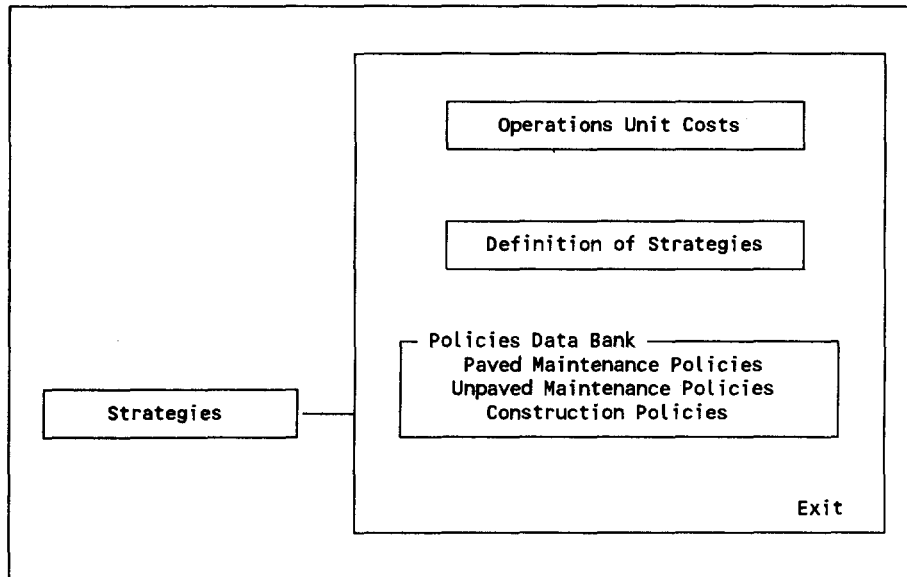 Operations Unit Costs
Definition of Strategies
Policies Data Bank
Paved Maintenance Policies
Unpaved Maintenance Policies
Construction Policies
Strategies
Exit